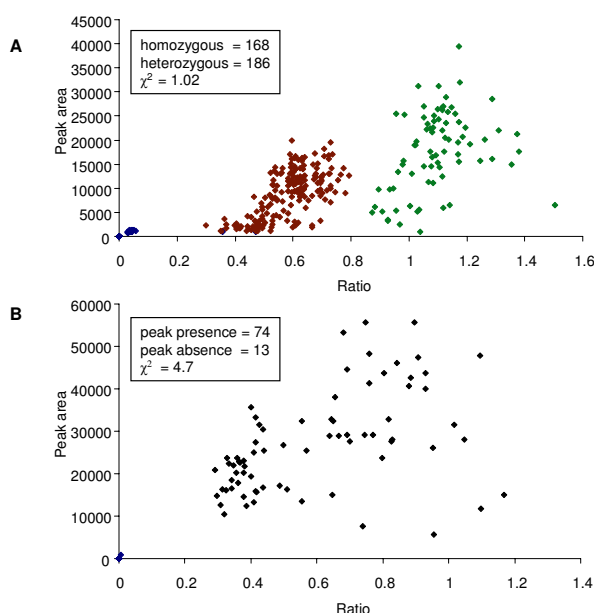 A
45000
40000
35000
30000
25000
20000
15000
10000
5000
0
Peak area
homozygous = 168
heterozygous = 186
χ² = 1.02
0 0.2 0.4 0.6 0.8 1 1.2 1.4 1.6
Ratio
B
60000
50000
40000
30000
20000
10000
0
Peak area
peak presence = 74
peak absence = 13
χ² = 4.7
0 0.2 0.4 0.6 0.8 1 1.2 1.4
Ratio